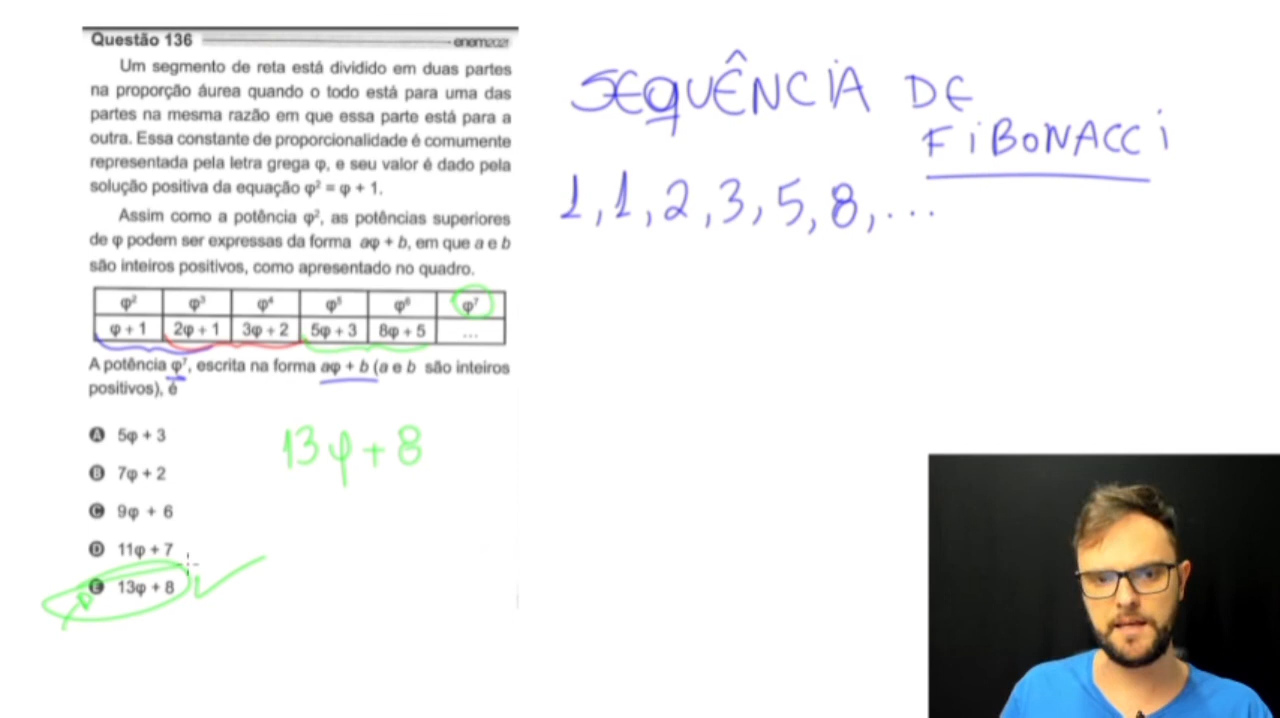 Questão 136 enem2021
Um segmento de reta está dividido em duas partes
na proporção áurea quando o todo está para uma das
partes na mesma razão em que essa parte está para a
outra. Essa constante de proporcionalidade é comumente
representada pela letra grega φ, e seu valor é dado pela
solução positiva da equação φ² = φ + 1.
Assim como a potência φ², as potências superiores
de φ podem ser expressas da forma aφ + b, em que a e b
são inteiros positivos, como apresentado no quadro.
φ² φ³ φ⁴ φ⁵ φ⁶ φ⁷
φ + 1 2φ + 1 3φ + 2 5φ + 3 8φ + 5 ...
A potência φ⁷, escrita na forma aφ + b (a e b são inteiros
positivos), é
A 5φ + 3
B 7φ + 2
C 9φ + 6
D 11φ + 7
E 13φ + 8
13φ + 8
SEQUÊNCIA DE
FIBONACCI
1, 1, 2, 3, 5, 8, ...